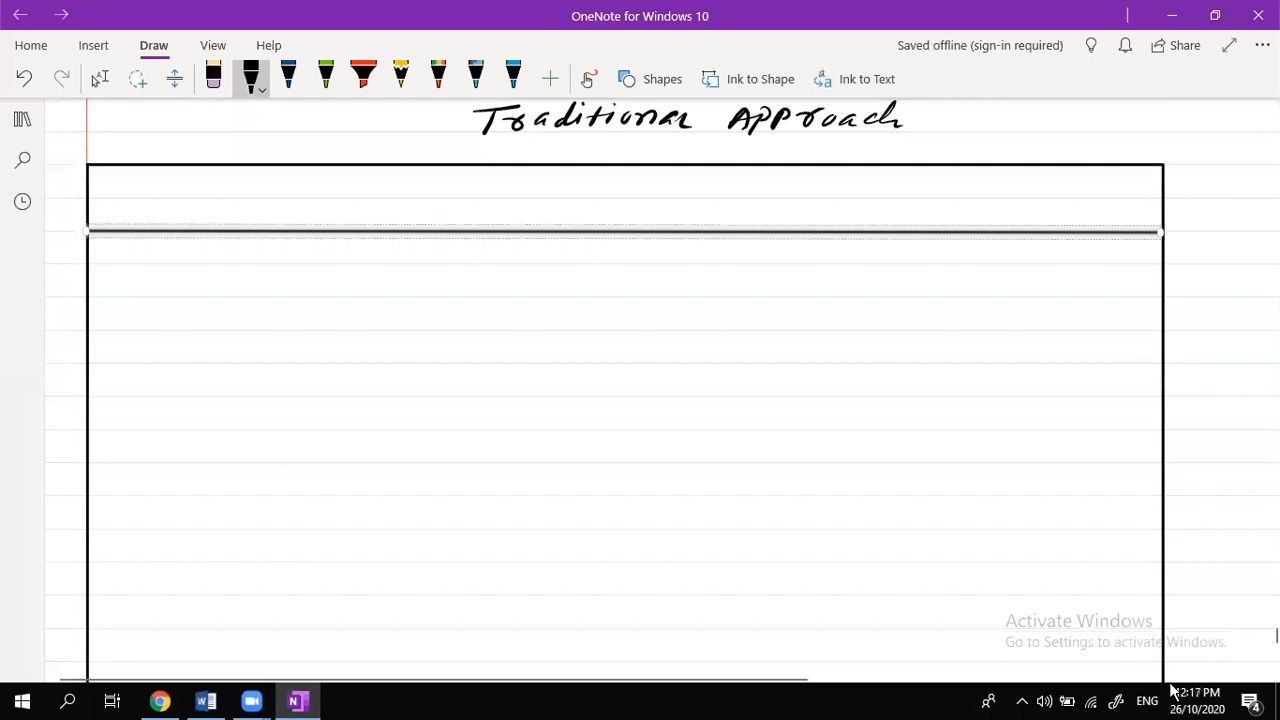 OneNote for Windows 10
Home Insert Draw View Help
Saved offline (sign-in required)
Share
Shapes
Ink to Shape
Ink to Text
Traditional Approach
Activate Windows
Go to Settings to activate Windows.
ENG
12:17 PM
26/10/2020
4